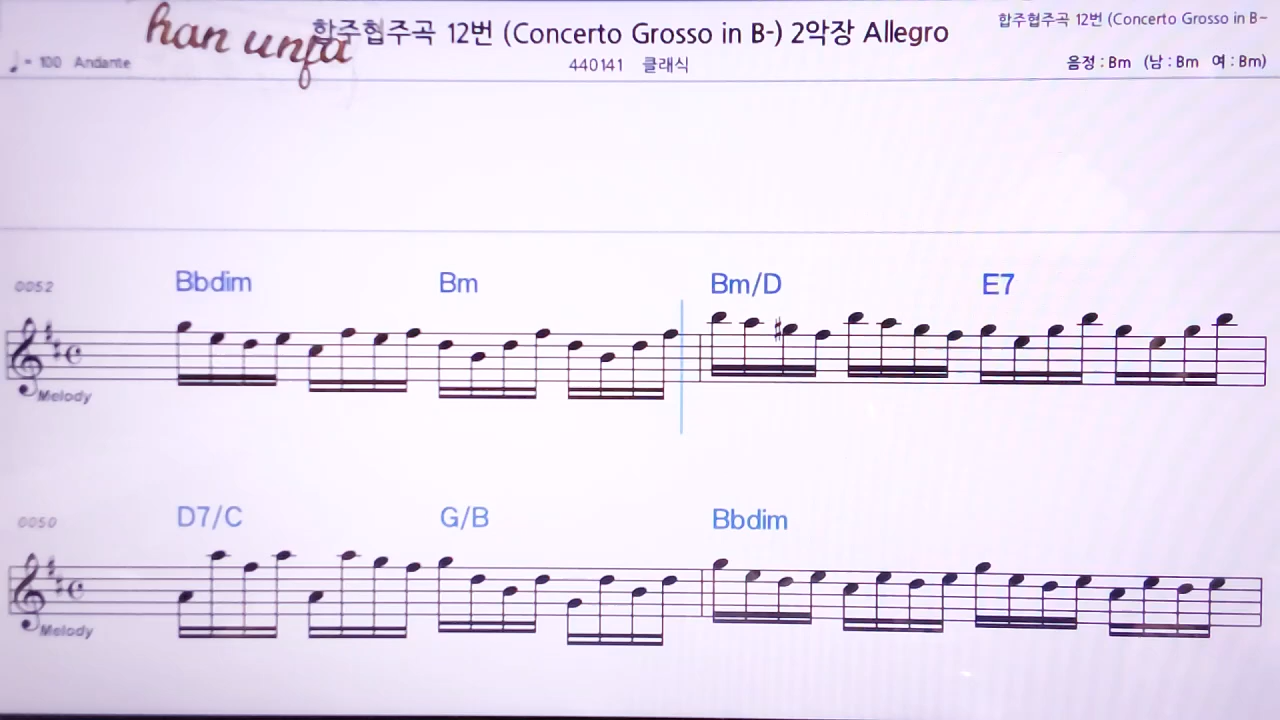 han unfa
합주협주곡 12번 (Concerto Grosso in B-) 2악장 Allegro
합주협주곡 12번 (Concerto Grosso in B-
= 100 Andante
440141 클래식
음정 : Bm (남 : Bm 여 : Bm)
0052 Bbdim Bm Bm/D E7
Melody
0050 D7/C G/B Bbdim
Melody